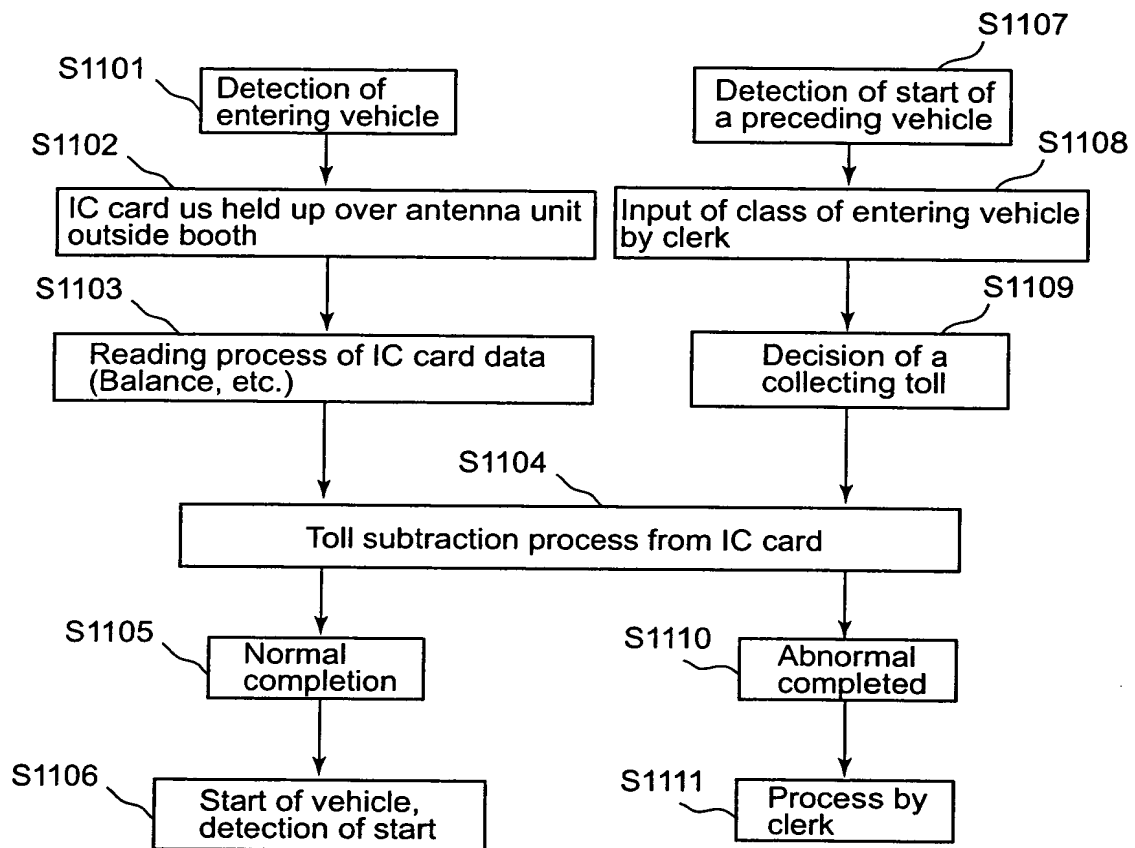 S1101
Detection of
entering vehicle
S1102
IC card us held up over antenna unit
outside booth
S1103
Reading process of IC card data
(Balance, etc.)
S1107
Detection of start of
a preceding vehicle
S1108
Input of class of entering vehicle
by clerk
S1109
Decision of a
collecting toll
S1104
Toll subtraction process from IC card
S1105
Normal
completion
S1106
Start of vehicle,
detection of start
S1110
Abnormal
completed
S1111
Process by
clerk